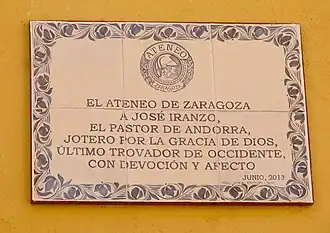 ATENEO
ZARAGOZA
EL ATENEO DE ZARAGOZA
A JOSÉ IRANZO,
EL PASTOR DE ANDORRA,
JOTERO POR LA GRACIA DE DIOS,
ÚLTIMO TROVADOR DE OCCIDENTE,
CON DEVOCIÓN Y AFECTO
JUNIO, 2013